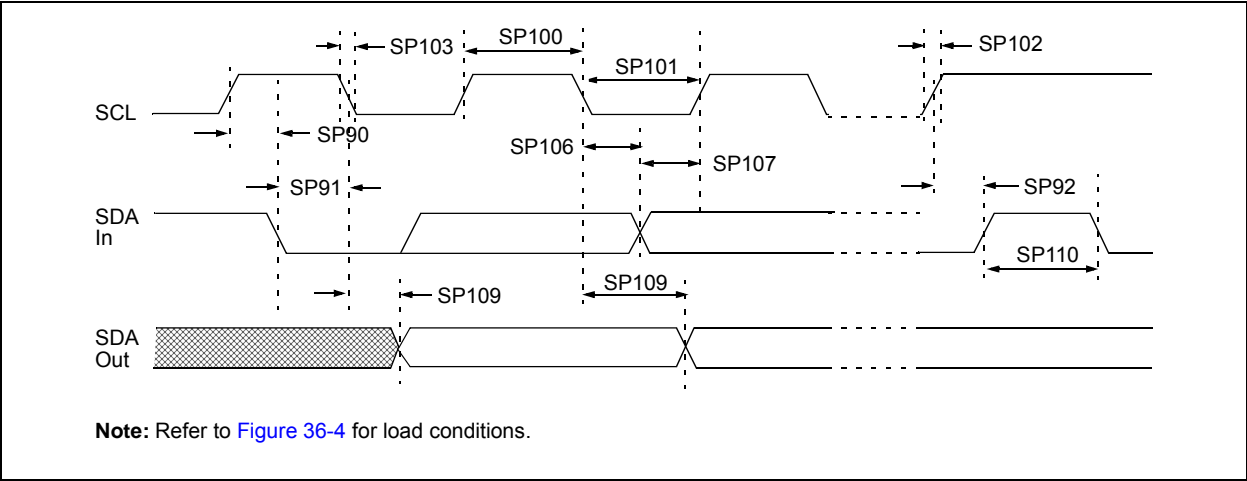 SP103
SP100
SP102
SP101
SCL
SP90
SP106
SP107
SP91
SP92
SDA
In
SP110
SP109
SP109
SDA
Out
Note: Refer to Figure 36-4 for load conditions.